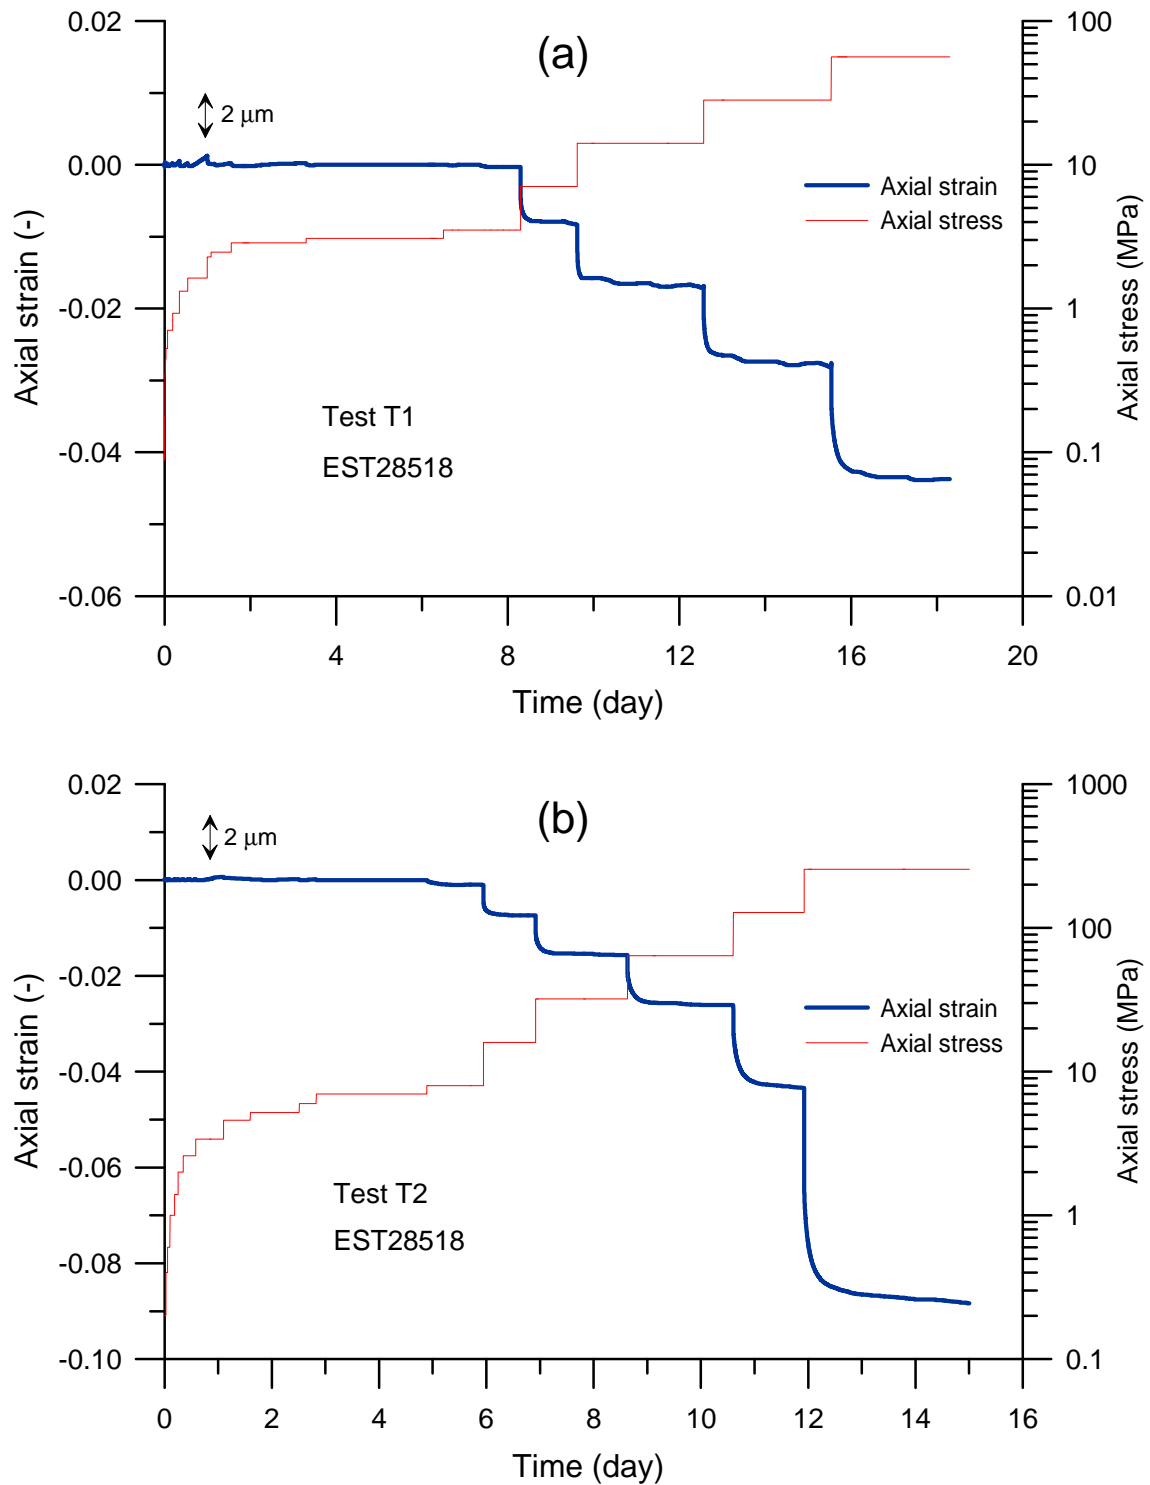 (a)
0.02
0.00
-0.02
-0.04
-0.06
Axial strain (-)
2 μm
Axial strain
Axial stress
Test T1
EST28518
100
10
1
0.1
0.01
Axial stress (MPa)
0 4 8 12 16 20
Time (day)
(b)
0.02
0.00
-0.02
-0.04
-0.06
-0.08
-0.10
Axial strain (-)
2 μm
Axial strain
Axial stress
Test T2
EST28518
1000
100
10
1
0.1
Axial stress (MPa)
0 2 4 6 8 10 12 14 16
Time (day)